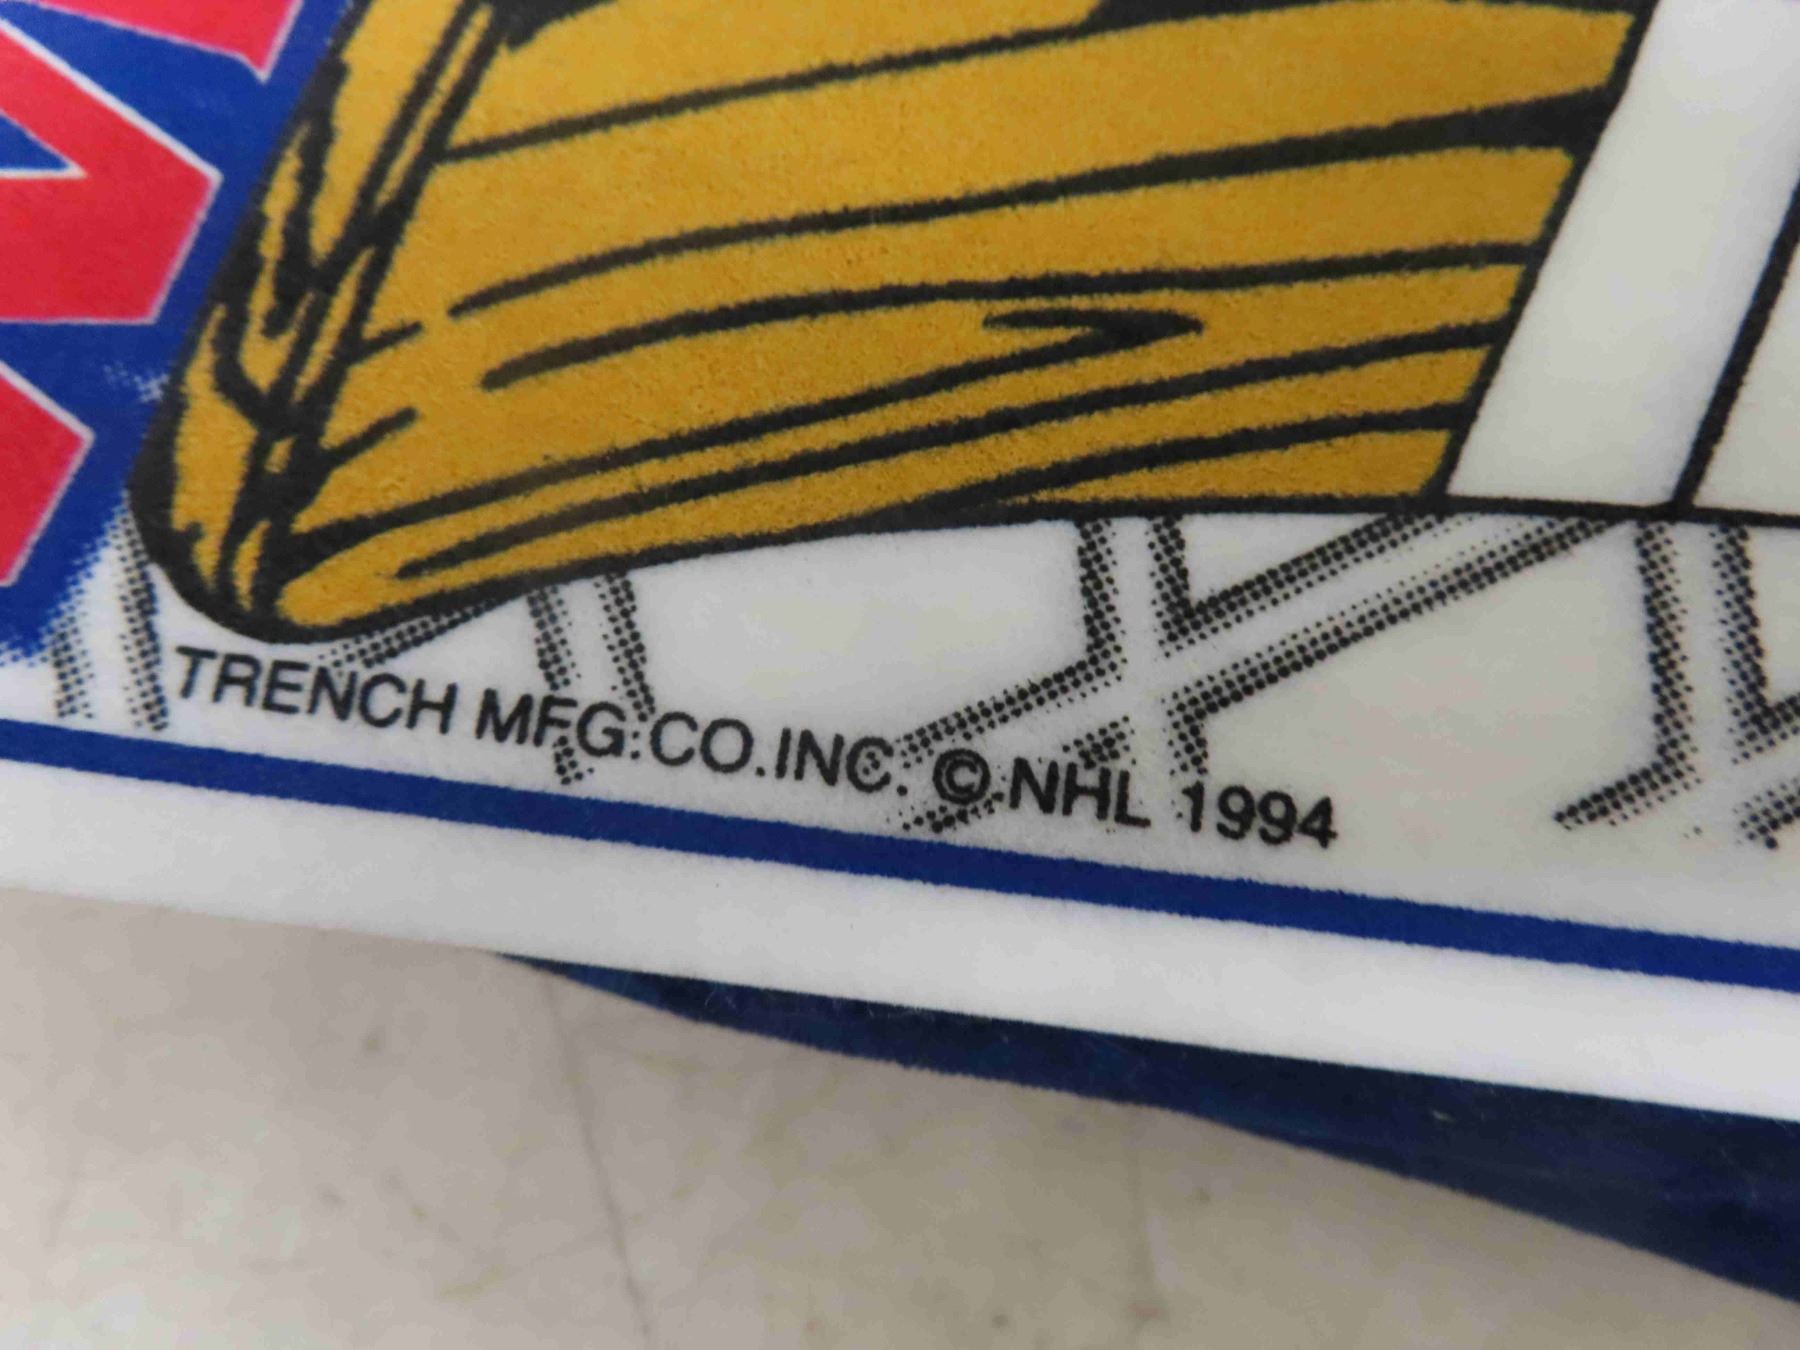 TRENCH MFG.CO.INC. © NHL 1994